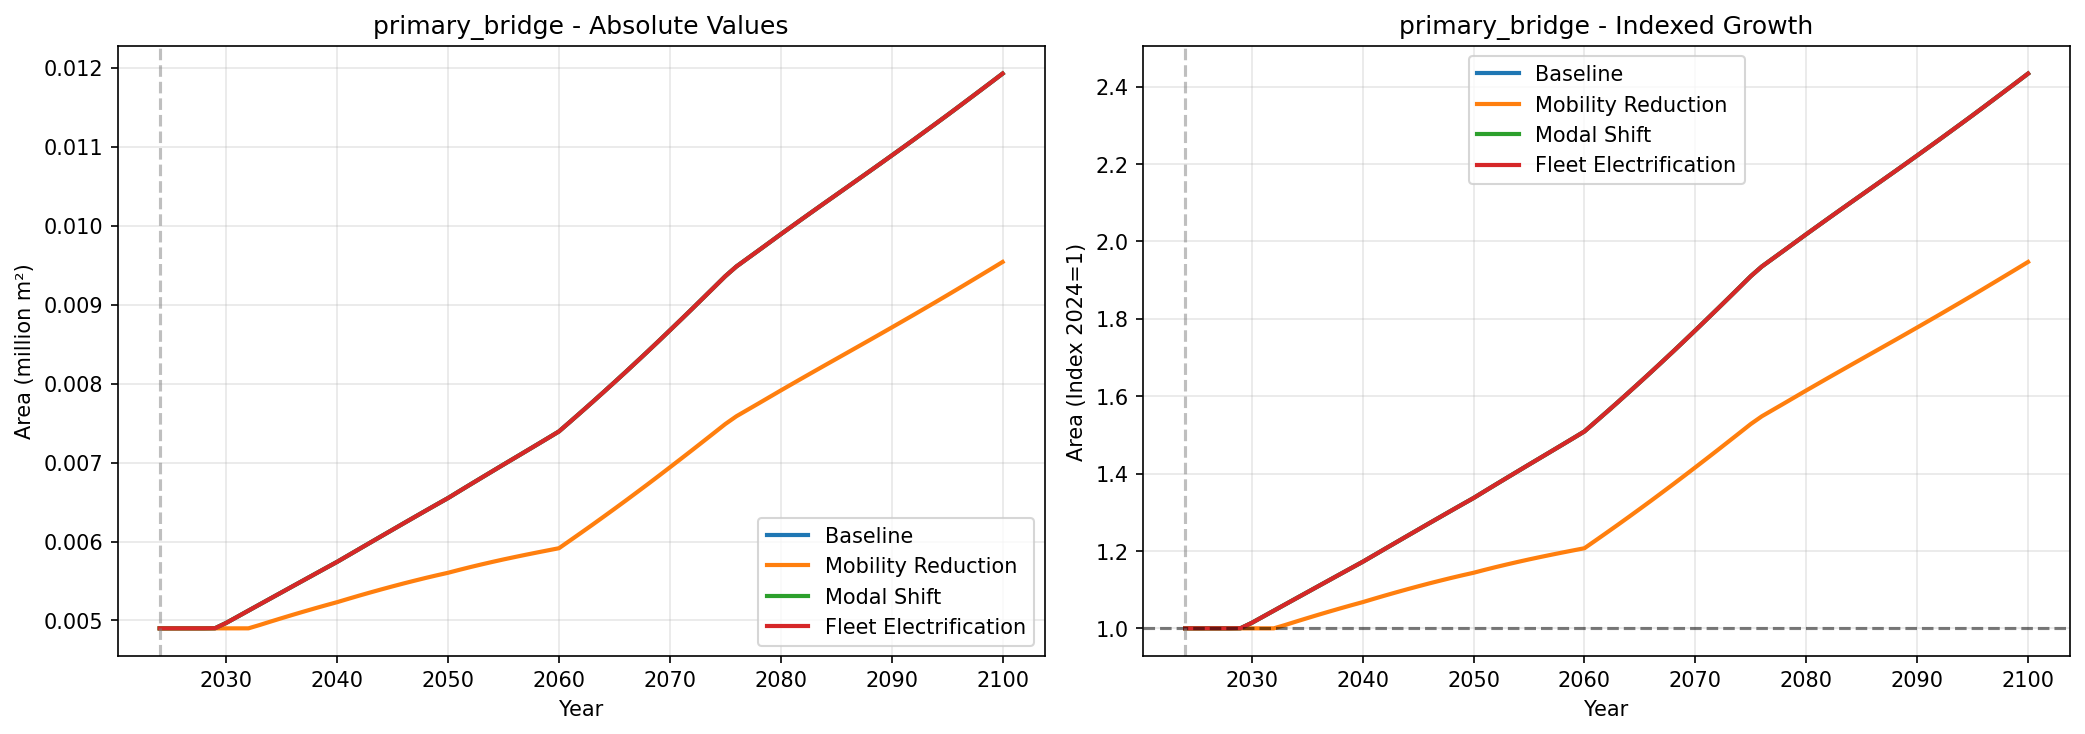 primary_bridge - Absolute Values
Area (million m²)
0.012
0.011
0.010
0.009
0.008
0.007
0.006
0.005
Baseline
Mobility Reduction
Modal Shift
Fleet Electrification
2030 2040 2050 2060 2070 2080 2090 2100
Year
primary_bridge - Indexed Growth
Area (Index 2024=1)
2.4
2.2
2.0
1.8
1.6
1.4
1.2
1.0
Baseline
Mobility Reduction
Modal Shift
Fleet Electrification
2030 2040 2050 2060 2070 2080 2090 2100
Year